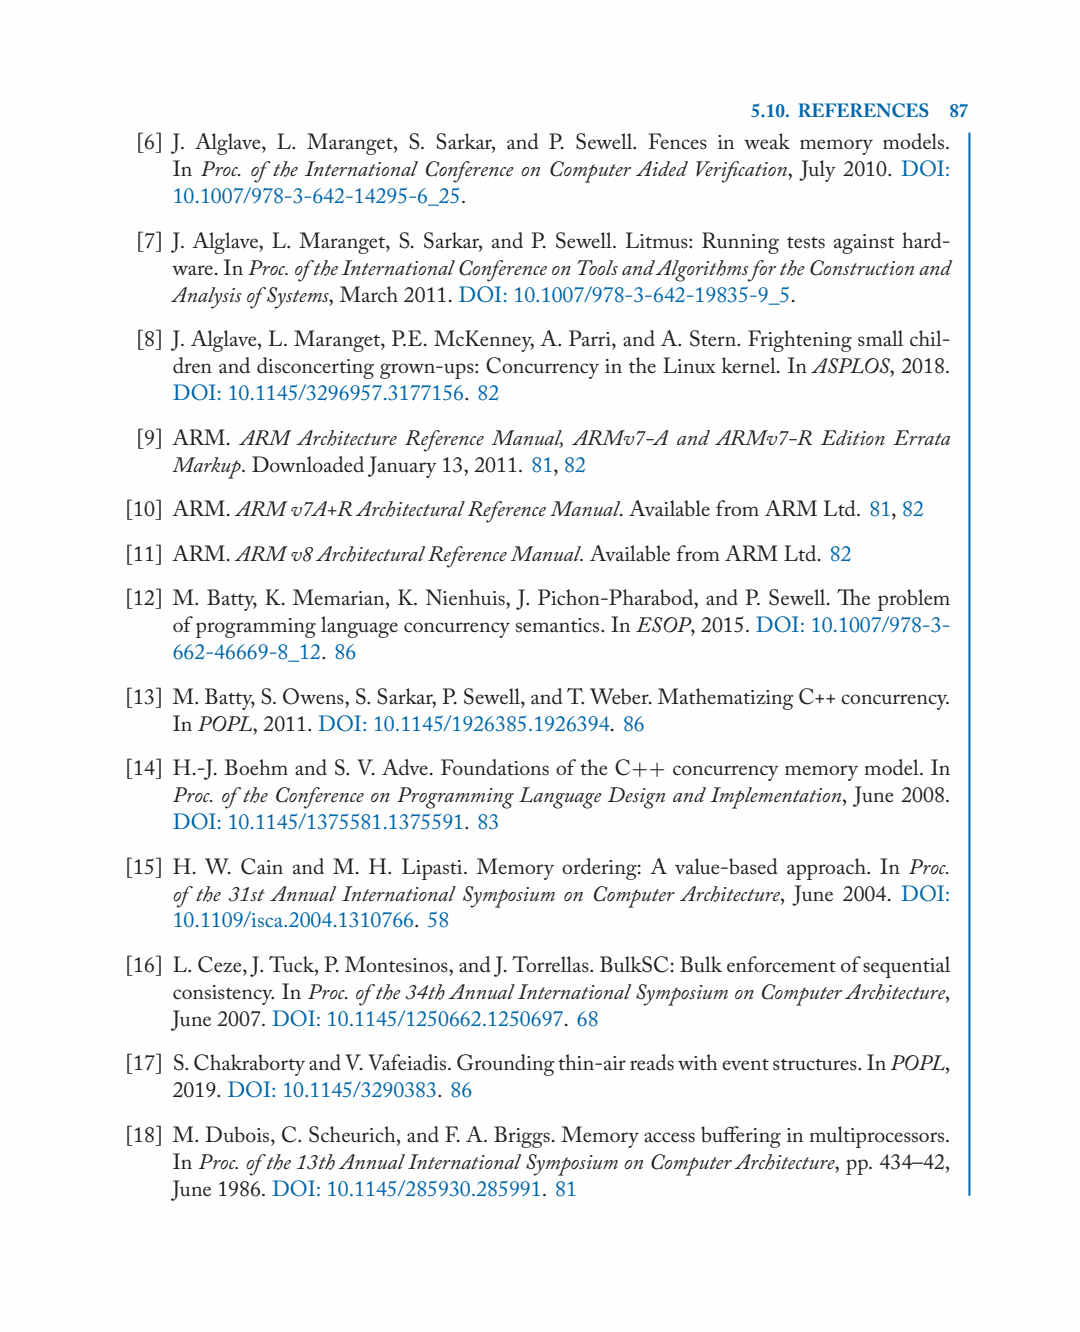 5.10. REFERENCES 87
[6] J. Alglave, L. Maranget, S. Sarkar, and P. Sewell. Fences in weak memory models.
In Proc. of the International Conference on Computer Aided Verification, July 2010. DOI:
10.1007/978-3-642-14295-6_25.
[7] J. Alglave, L. Maranget, S. Sarkar, and P. Sewell. Litmus: Running tests against hard-
ware. In Proc. of the International Conference on Tools and Algorithms for the Construction and
Analysis of Systems, March 2011. DOI: 10.1007/978-3-642-19835-9_5.
[8] J. Alglave, L. Maranget, P.E. McKenney, A. Parri, and A. Stern. Frightening small chil-
dren and disconcerting grown-ups: Concurrency in the Linux kernel. In ASPLOS, 2018.
DOI: 10.1145/3296957.3177156. 82
[9] ARM. ARM Architecture Reference Manual, ARMv7-A and ARMv7-R Edition Errata
Markup. Downloaded January 13, 2011. 81, 82
[10] ARM. ARM v7A+R Architectural Reference Manual. Available from ARM Ltd. 81, 82
[11] ARM. ARM v8 Architectural Reference Manual. Available from ARM Ltd. 82
[12] M. Batty, K. Memarian, K. Nienhuis, J. Pichon-Pharabod, and P. Sewell. The problem
of programming language concurrency semantics. In ESOP, 2015. DOI: 10.1007/978-3-
662-46669-8_12. 86
[13] M. Batty, S. Owens, S. Sarkar, P. Sewell, and T. Weber. Mathematizing C++ concurrency.
In POPL, 2011. DOI: 10.1145/1926385.1926394. 86
[14] H.-J. Boehm and S. V. Adve. Foundations of the C++ concurrency memory model. In
Proc. of the Conference on Programming Language Design and Implementation, June 2008.
DOI: 10.1145/1375581.1375591. 83
[15] H. W. Cain and M. H. Lipasti. Memory ordering: A value-based approach. In Proc.
of the 31st Annual International Symposium on Computer Architecture, June 2004. DOI:
10.1109/isca.2004.1310766. 58
[16] L. Ceze, J. Tuck, P. Montesinos, and J. Torrellas. BulkSC: Bulk enforcement of sequential
consistency. In Proc. of the 34th Annual International Symposium on Computer Architecture,
June 2007. DOI: 10.1145/1250662.1250697. 68
[17] S. Chakraborty and V. Vafeiadis. Grounding thin-air reads with event structures. In POPL,
2019. DOI: 10.1145/3290383. 86
[18] M. Dubois, C. Scheurich, and F. A. Briggs. Memory access buffering in multiprocessors.
In Proc. of the 13th Annual International Symposium on Computer Architecture, pp. 434–42,
June 1986. DOI: 10.1145/285930.285991. 81